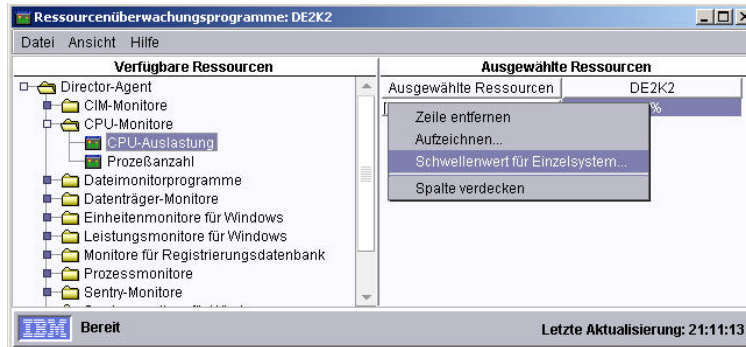 Ressourcenüberwachungsprogramme: DE2K2
Datei Ansicht Hilfe
Verfügbare Ressourcen
Director-Agent
CIM-Monitore
CPU-Monitore
CPU-Auslastung
Prozeßanzahl
Dateimonitorprogramme
Datenträger-Monitore
Einheitenmonitore für Windows
Leistungsmonitore für Windows
Monitore für Registrierungsdatenbank
Prozessmonitore
Sentry-Monitore
Ausgewählte Ressourcen
Ausgewählte Ressourcen DE2K2
%
Zeile entfernen
Aufzeichnen...
Schwellenwert für Einzelsystem...
Spalte verdecken
IBM Bereit
Letzte Aktualisierung: 21:11:13